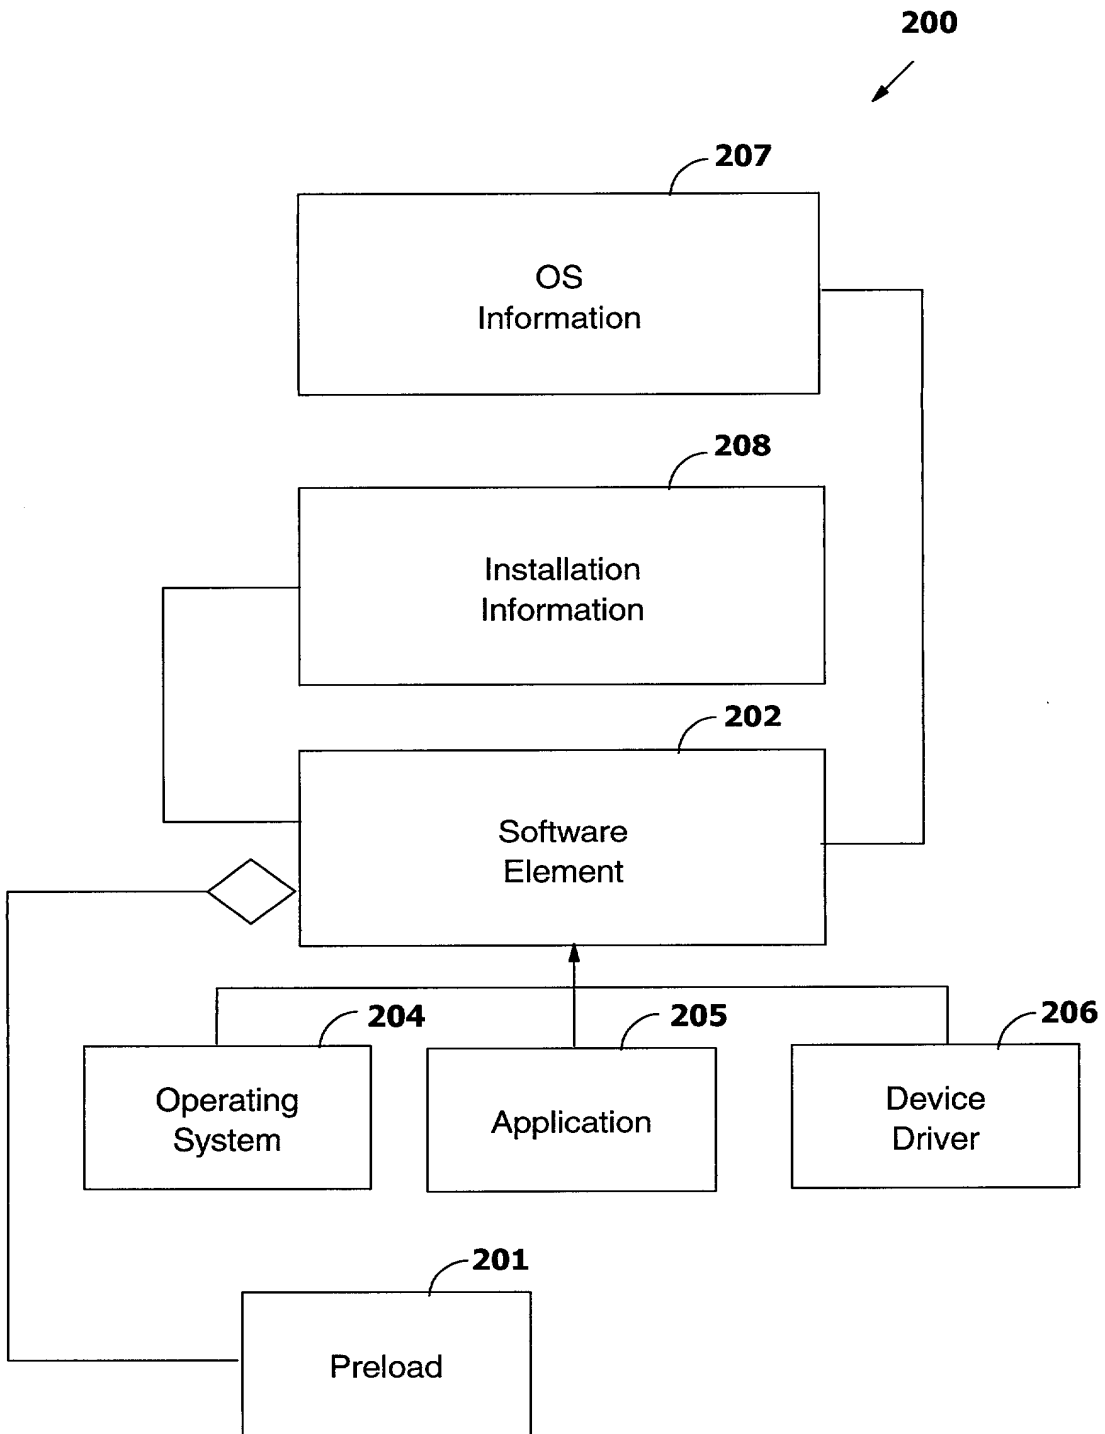 200
207
OS
Information
208
Installation
Information
202
Software
Element
204
205
206
Operating
System
Application
Device
Driver
201
Preload